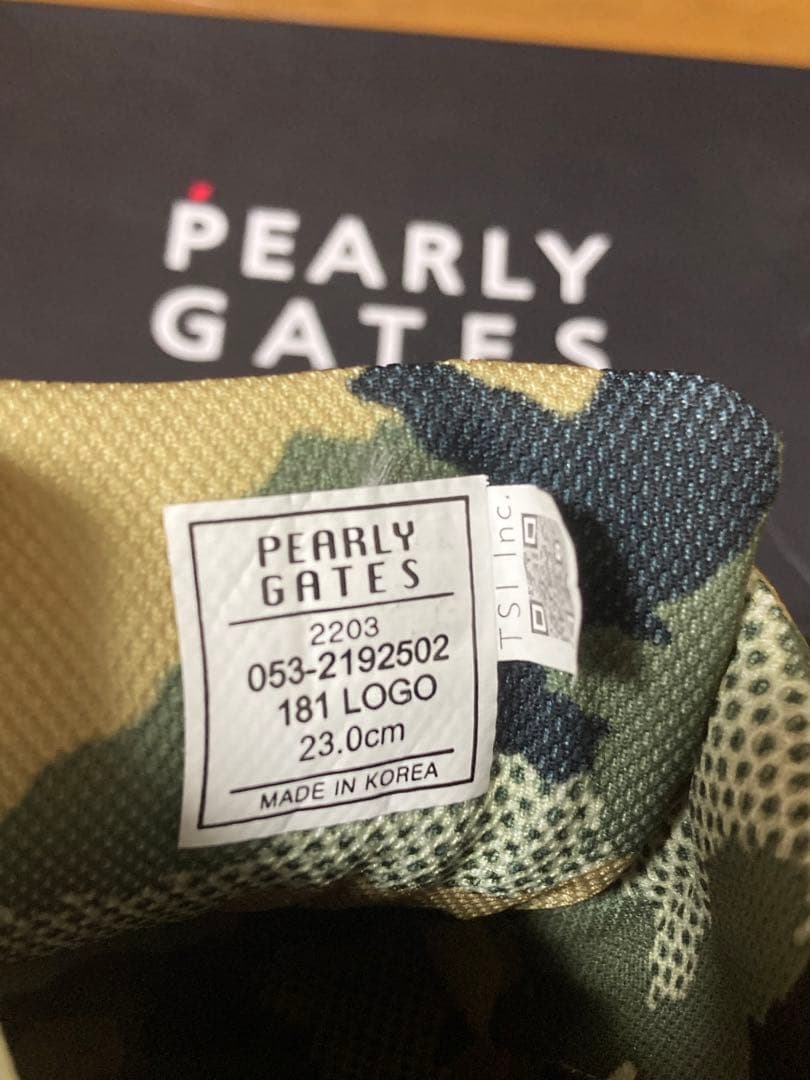 PEARLY
GATES
PEARLY
GATES
2203
053-2192502
181 LOGO
23.0cm
MADE IN KOREA
TSI Inc.